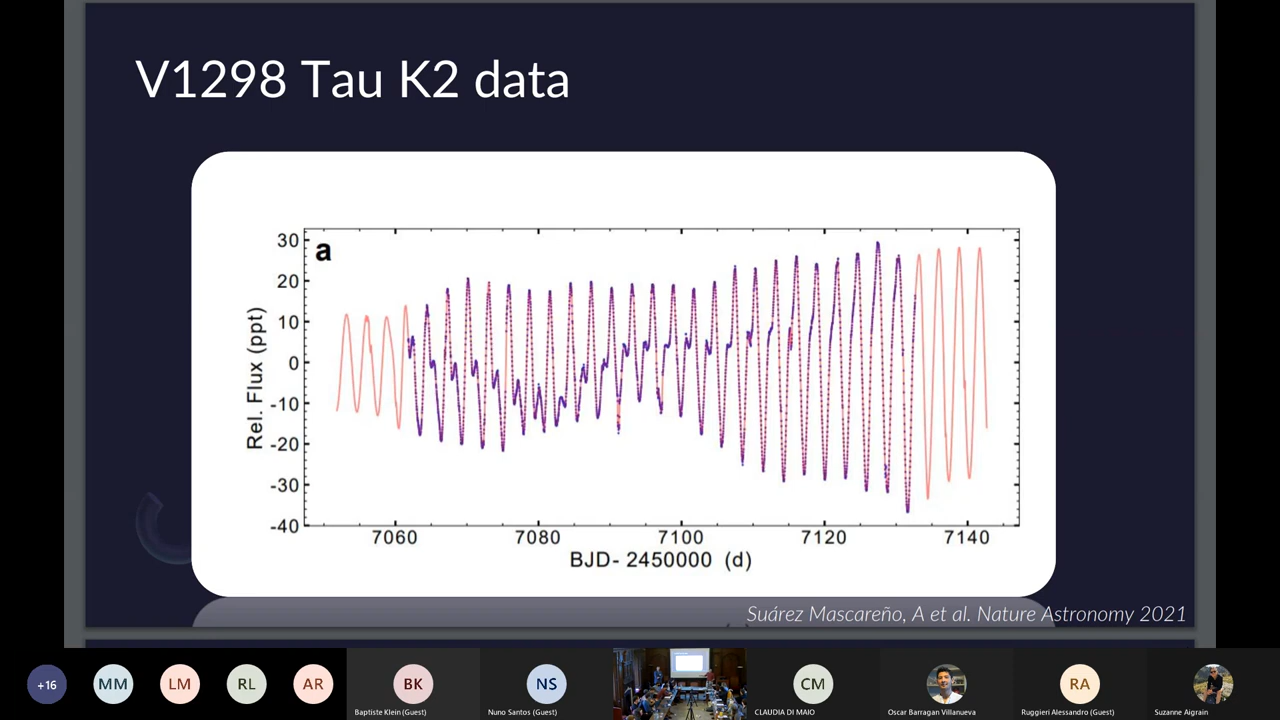 V1298 Tau K2 data
a
30
20
10
0
-10
-20
-30
-40
Rel. Flux (ppt)
7060 7080 7100 7120 7140
BJD- 2450000 (d)
Suárez Mascareño, A et al. Nature Astronomy 2021
+16 MM LM RL AR BK NS CM RA
Baptiste Klein (Guest) Nuno Santos (Guest) CLAUDIA DI MAIO Oscar Barragan Villanueva Ruggieri Alessandro (Guest) Suzanne Aigrain